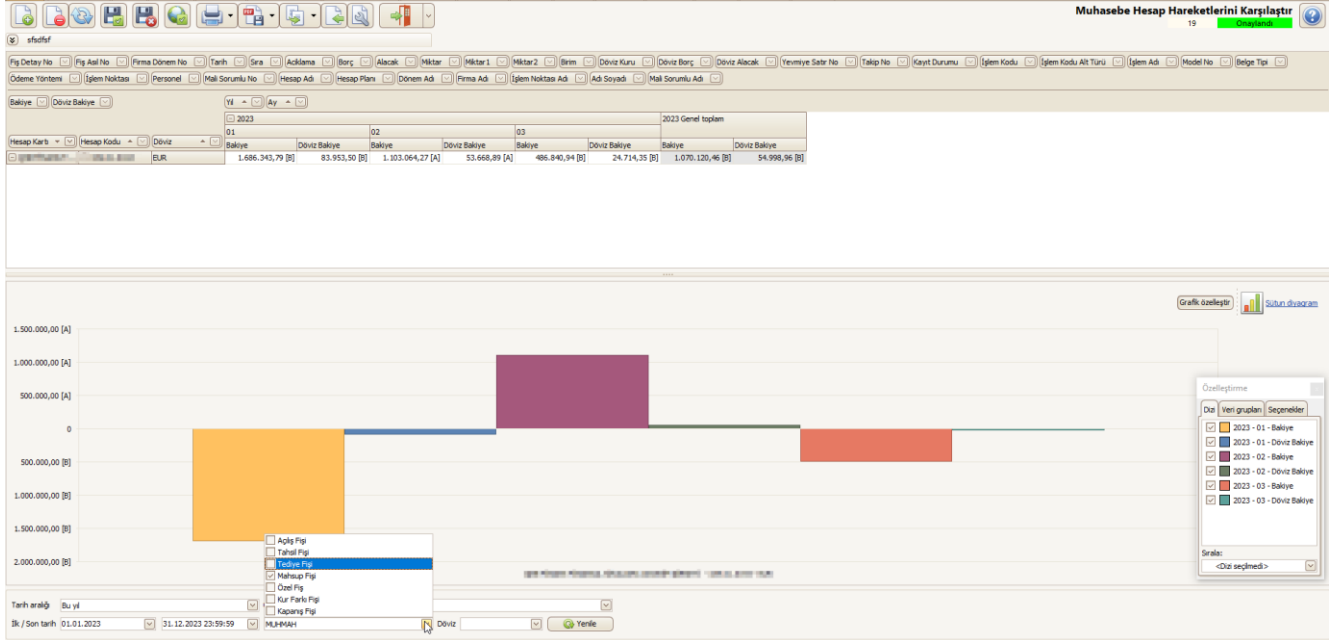 Muhasebe Hesap Hareketlerini Karşılaştır
19 Onaylandı
sfsdfsf
Fiş Detay No Fiş Asıl No Firma Dönem No Tarih Sıra Acıklama Borç Alacak Miktar Miktar1 Miktar2 Birim Döviz Kuru Döviz Borç Döviz Alacak Yevmiye Satır No Takip No Kayıt Durumu İşlem Kodu İşlem Kodu Alt Türü İşlem Adı Model No Belge Tipi
Ödeme Yöntemi İşlem Noktası Personel Mali Sorumlu No Hesap Adı Hesap Planı Dönem Adı Firma Adı İşlem Noktası Adı Adı Soyadı Mali Sorumlu Adı
Bakiye Döviz Bakiye Yıl Ay
2023 2023 Genel toplam
01 02 03
Hesap Kartı Hesap Kodu Döviz Bakiye Döviz Bakiye Bakiye Döviz Bakiye Bakiye Döviz Bakiye Bakiye Döviz Bakiye
EUR 1.686.343,79 [B] 83.953,50 [B] 1.103.064,27 [A] 53.668,89 [A] 486.840,94 [B] 24.714,35 [B] 1.070.120,46 [B] 54.998,96 [B]
Grafik özelleştir Sütun diyagram
1.500.000,00 [A]
1.000.000,00 [A]
500.000,00 [A]
0
500.000,00 [B]
1.000.000,00 [B]
1.500.000,00 [B]
2.000.000,00 [B]
Özelleştirme
Dizi Veri grupları Seçenekler
2023 - 01 - Bakiye
2023 - 01 - Döviz Bakiye
2023 - 02 - Bakiye
2023 - 02 - Döviz Bakiye
2023 - 03 - Bakiye
2023 - 03 - Döviz Bakiye
Sırala:
<Dizi seçilmedi>
Açılış Fişi
Tahsil Fişi
Tediye Fişi
Mahsup Fişi
Özel Fiş
Kur Farkı Fişi
Kapanış Fişi
Tarih aralığı Bu yıl
İlk / Son tarih 01.01.2023 31.12.2023 23:59:59 MUHMAH Döviz Yenile